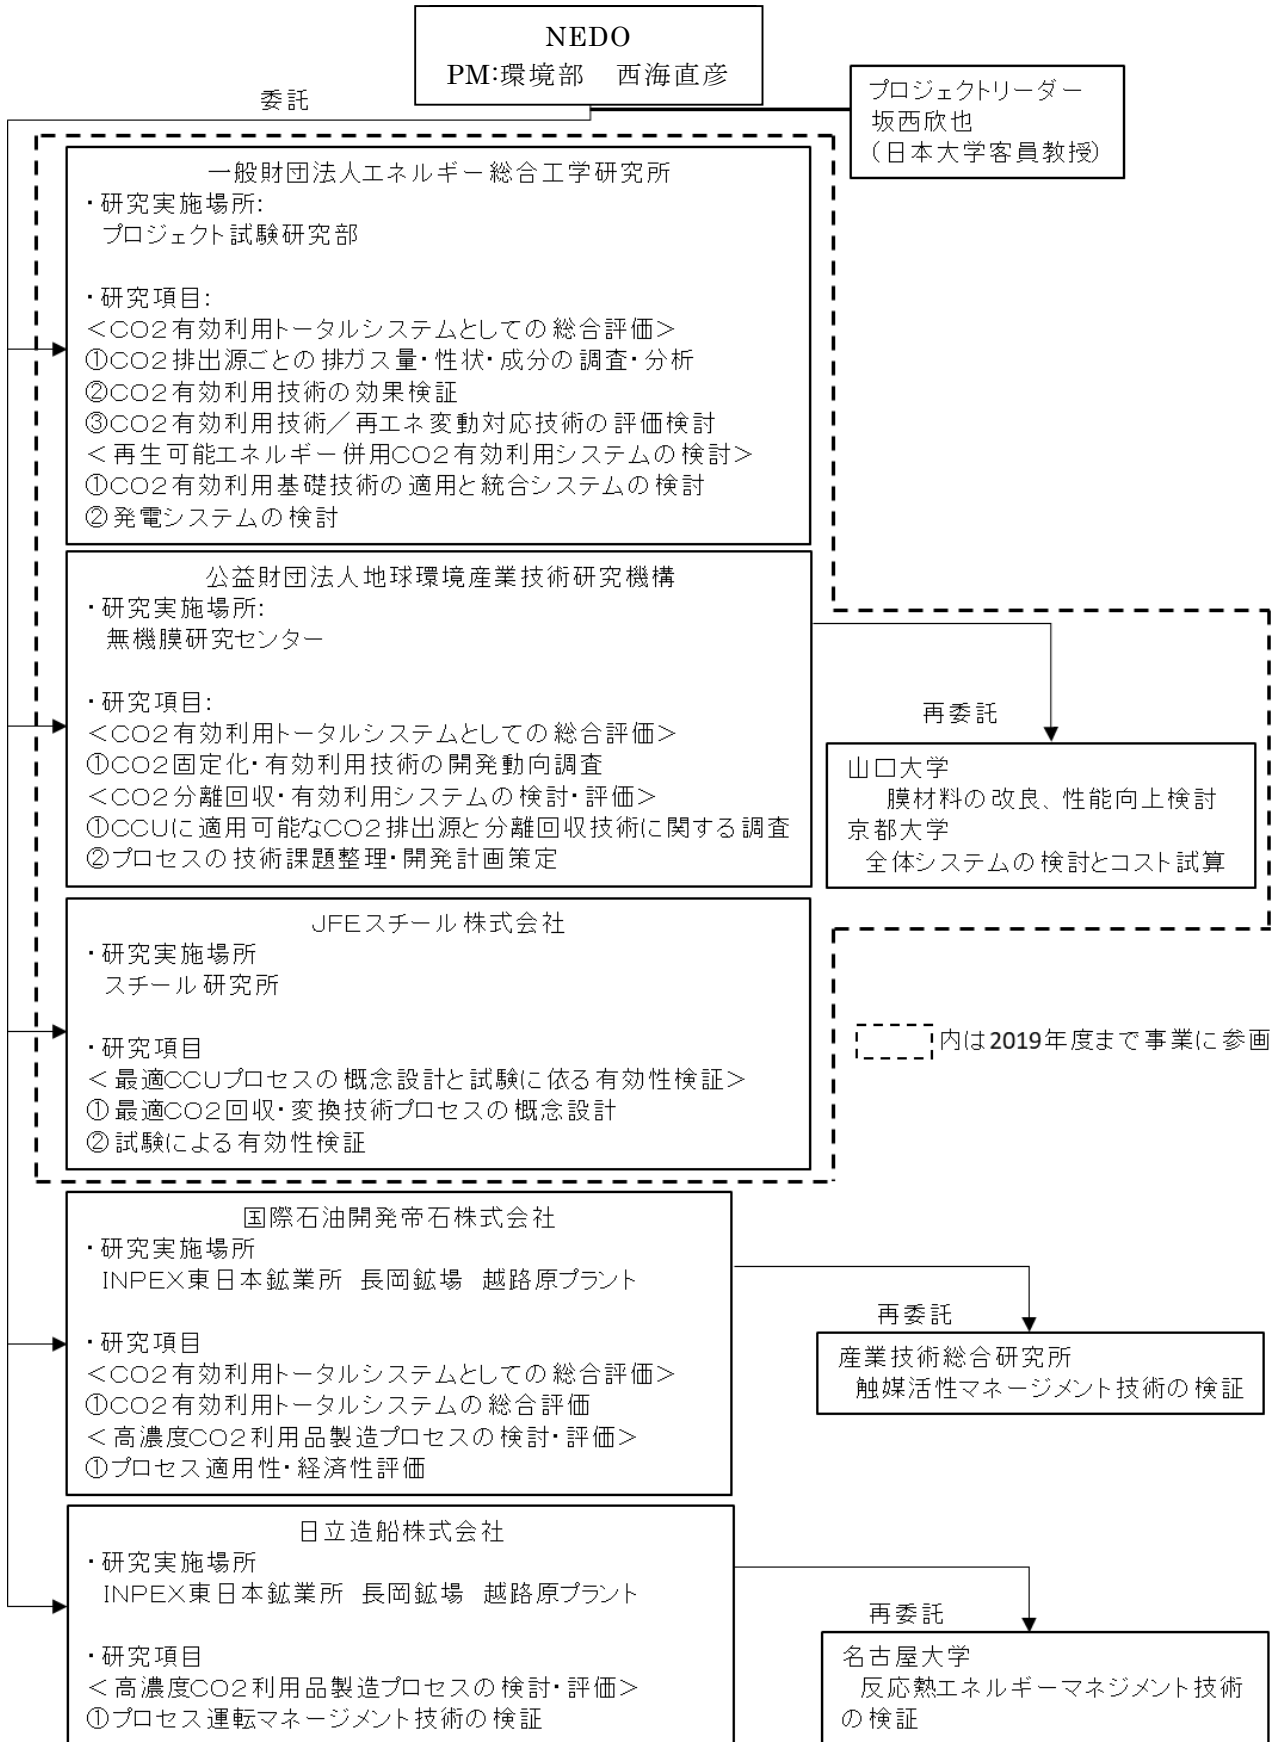 NEDO
PM:環境部　西海直彦
委託
プロジェクトリーダー
坂西欣也
（日本大学客員教授）
一般財団法人エネルギー総合工学研究所
・研究実施場所:
プロジェクト試験研究部
・研究項目:
＜CO2有効利用トータルシステムとしての総合評価＞
①CO2排出源ごとの排ガス量・性状・成分の調査・分析
②CO2有効利用技術の効果検証
③CO2有効利用技術／再エネ変動対応技術の評価検討
＜再生可能エネルギー併用CO2有効利用システムの検討＞
①CO2有効利用基礎技術の適用と統合システムの検討
②発電システムの検討
公益財団法人地球環境産業技術研究機構
・研究実施場所:
無機膜研究センター
・研究項目:
＜CO2有効利用トータルシステムとしての総合評価＞
①CO2固定化・有効利用技術の開発動向調査
＜CO2分離回収・有効利用システムの検討・評価＞
①CCUに適用可能なCO2排出源と分離回収技術に関する調査
②プロセスの技術課題整理・開発計画策定
再委託
山口大学
膜材料の改良、性能向上検討
京都大学
全体システムの検討とコスト試算
JFEスチール株式会社
・研究実施場所
スチール研究所
・研究項目
＜最適CCUプロセスの概念設計と試験に依る有効性検証＞
①最適CO2回収・変換技術プロセスの概念設計
②試験による有効性検証
内は2019年度まで事業に参画
国際石油開発帝石株式会社
・研究実施場所
INPEX東日本鉱業所　長岡鉱場　越路原プラント
・研究項目
＜CO2有効利用トータルシステムとしての総合評価＞
①CO2有効利用トータルシステムの総合評価
＜高濃度CO2利用品製造プロセスの検討・評価＞
①プロセス適用性・経済性評価
再委託
産業技術総合研究所
触媒活性マネージメント技術の検証
日立造船株式会社
・研究実施場所
INPEX東日本鉱業所　長岡鉱場　越路原プラント
・研究項目
＜高濃度CO2利用品製造プロセスの検討・評価＞
①プロセス運転マネージメント技術の検証
再委託
名古屋大学
反応熱エネルギーマネジメント技術
の検証